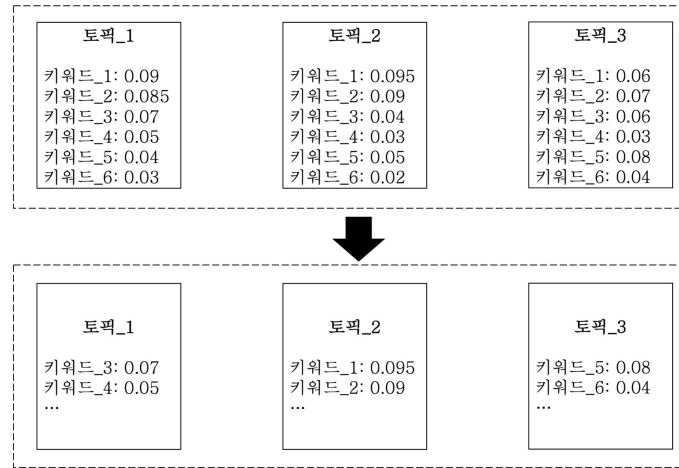 토픽_1
키워드_1: 0.09
키워드_2: 0.085
키워드_3: 0.07
키워드_4: 0.05
키워드_5: 0.04
키워드_6: 0.03
토픽_2
키워드_1: 0.095
키워드_2: 0.09
키워드_3: 0.04
키워드_4: 0.03
키워드_5: 0.05
키워드_6: 0.02
토픽_3
키워드_1: 0.06
키워드_2: 0.07
키워드_3: 0.06
키워드_4: 0.03
키워드_5: 0.08
키워드_6: 0.04
토픽_1
키워드_3: 0.07
키워드_4: 0.05
...
토픽_2
키워드_1: 0.095
키워드_2: 0.09
...
토픽_3
키워드_5: 0.08
키워드_6: 0.04
...